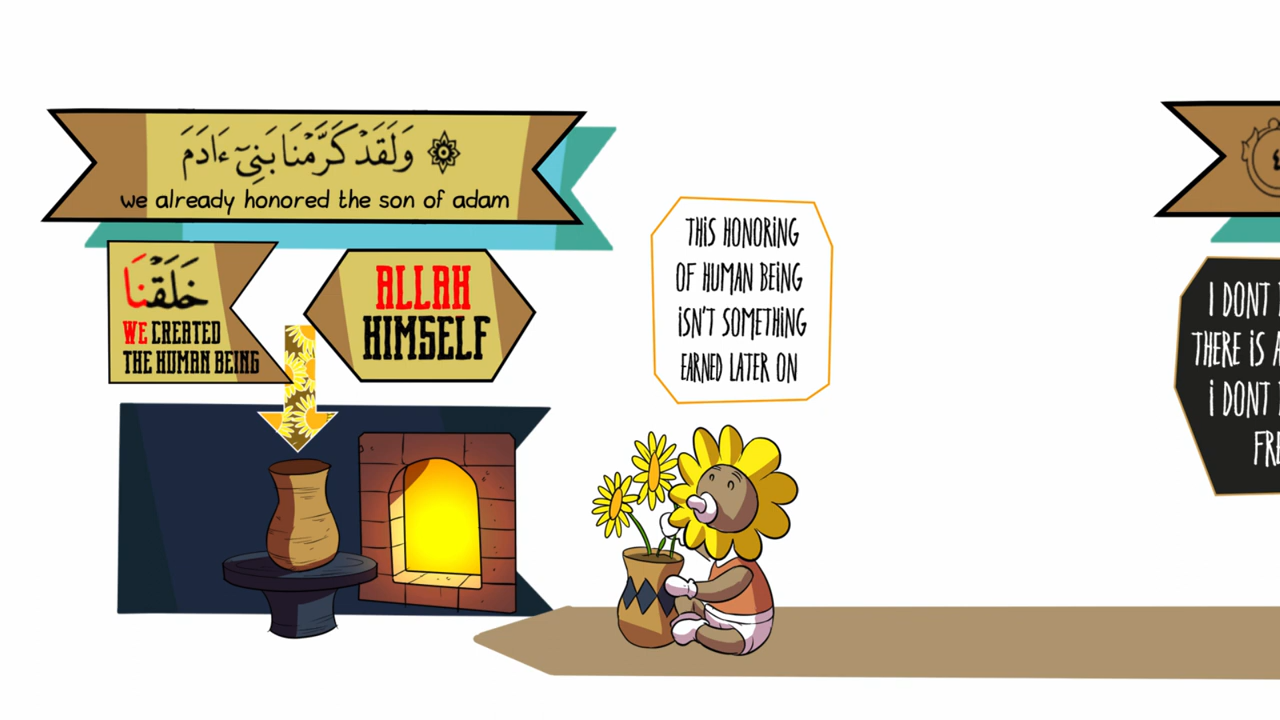 وَلَقَدْ كَرَّمْنَا بَنِىٓ ءَادَمَ
we already honored the son of adam
خَلَقْنَا
WE CREATED
THE HUMAN BEING
ALLAH
HIMSELF
THIS HONORING
OF HUMAN BEING
ISN'T SOMETHING
EARNED LATER ON
I DONT
THERE IS
I DONT